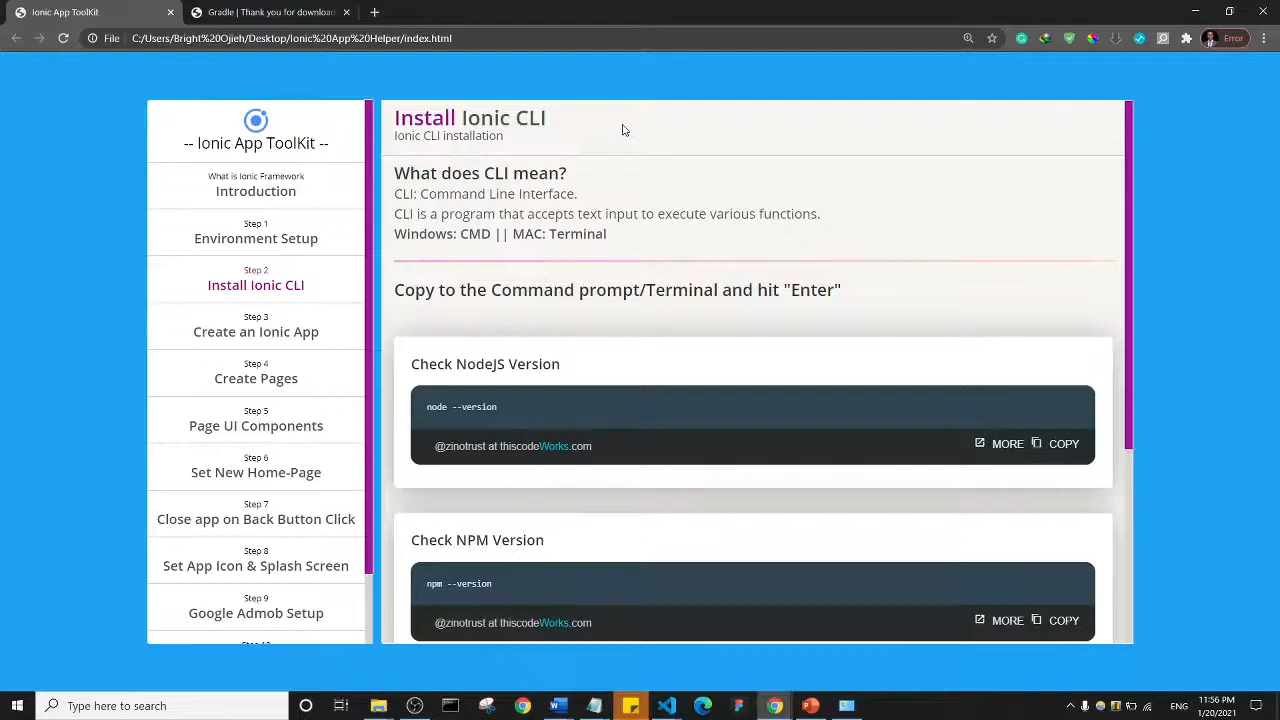 Ionic App ToolKit
Gradle | Thank you for download
File
C:/Users/Bright%20Ojieh/Desktop/Ionic%20App%20Helper/index.html
Error
-- Ionic App ToolKit --
What is Ionic Framework
Introduction
Step 1
Environment Setup
Step 2
Install Ionic CLI
Step 3
Create an Ionic App
Step 4
Create Pages
Step 5
Page UI Components
Step 6
Set New Home-Page
Step 7
Close app on Back Button Click
Step 8
Set App Icon & Splash Screen
Step 9
Google Admob Setup
Install Ionic CLI
Ionic CLI installation
What does CLI mean?
CLI: Command Line Interface.
CLI is a program that accepts text input to execute various functions.
Windows: CMD || MAC: Terminal
Copy to the Command prompt/Terminal and hit "Enter"
Check NodeJS Version
node --version
@zinotrust at thiscodeWorks.com
MORE COPY
Check NPM Version
npm --version
@zinotrust at thiscodeWorks.com
MORE COPY
Type here to search
ENG
11:56 PM
1/20/2021